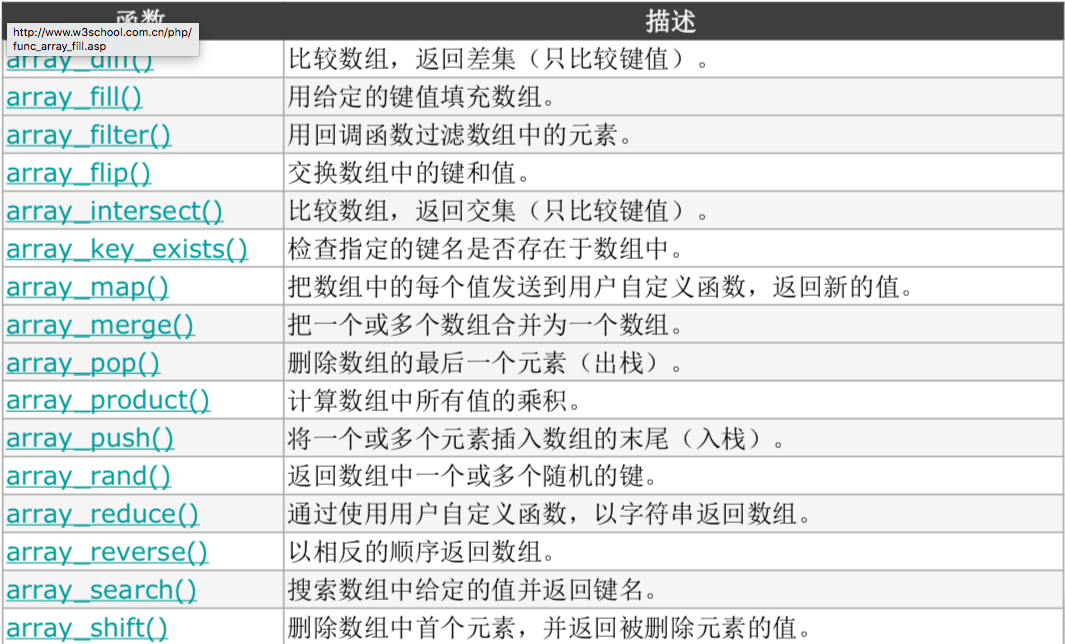 函数 描述
http://www.w3school.com.cn/php/
func_array_fill.asp
array_diff() 比较数组，返回差集（只比较键值）。
array_fill() 用给定的键值填充数组。
array_filter() 用回调函数过滤数组中的元素。
array_flip() 交换数组中的键和值。
array_intersect() 比较数组，返回交集（只比较键值）。
array_key_exists() 检查指定的键名是否存在于数组中。
array_map() 把数组中的每个值发送到用户自定义函数，返回新的值。
array_merge() 把一个或多个数组合并为一个数组。
array_pop() 删除数组的最后一个元素（出栈）。
array_product() 计算数组中所有值的乘积。
array_push() 将一个或多个元素插入数组的末尾（入栈）。
array_rand() 返回数组中一个或多个随机的键。
array_reduce() 通过使用用户自定义函数，以字符串返回数组。
array_reverse() 以相反的顺序返回数组。
array_search() 搜索数组中给定的值并返回键名。
array_shift() 删除数组中首个元素，并返回被删除元素的值。